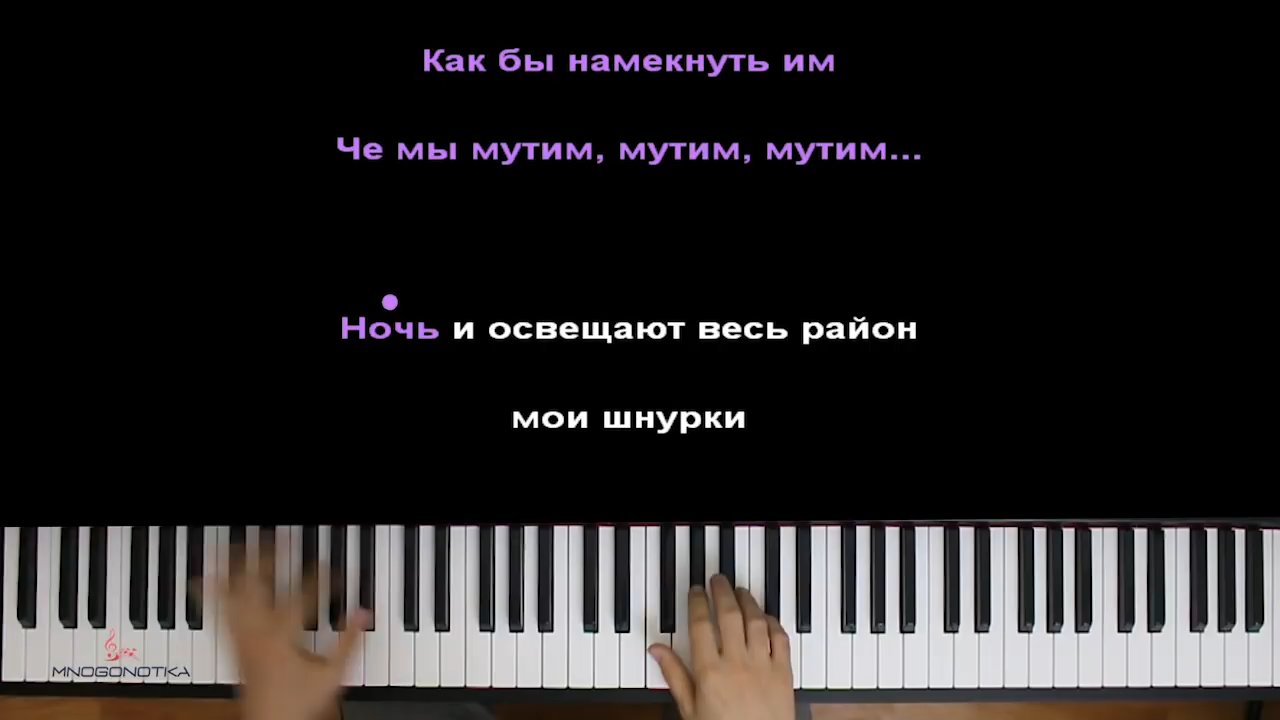 Как бы намекнуть им
Че мы мутим, мутим, мутим...
Ночь и освещают весь район
мои шнурки
MNOGONOTKA